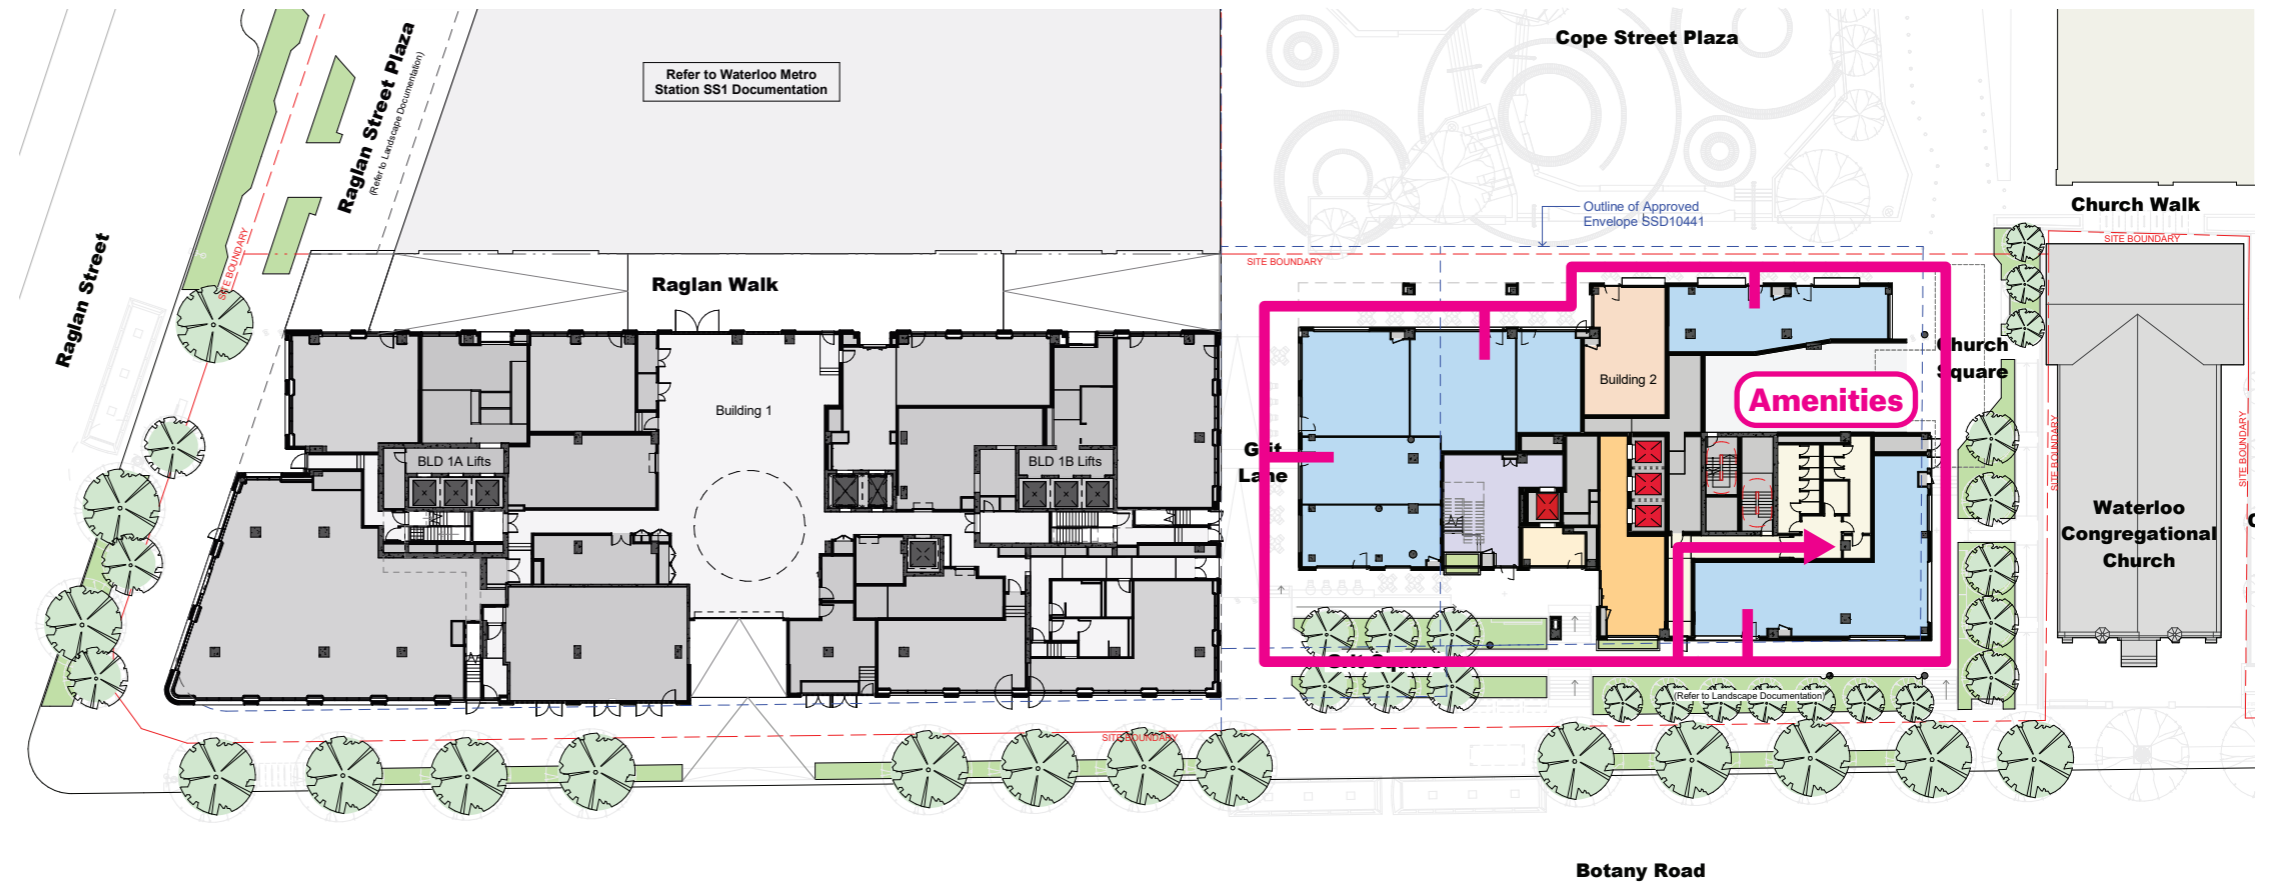 Cope Street Plaza
Raglan Street Plaza
(Refer to Landscape Documentation)
Refer to Waterloo Metro
Station SS1 Documentation
Outline of Approved
Envelope SSD10441
Church Walk
SITE BOUNDARY
SITE BOUNDARY
SITE BOUNDARY
Raglan Street
Raglan Walk
Church
Square
Building 2
Amenities
Building 1
BLD 1A Lifts
BLD 1B Lifts
Grit
Lane
SITE BOUNDARY
SITE BOUNDARY
Waterloo
Congregational
Church
Grit Square
(Refer to Landscape Documentation)
SITE BOUNDARY
Botany Road